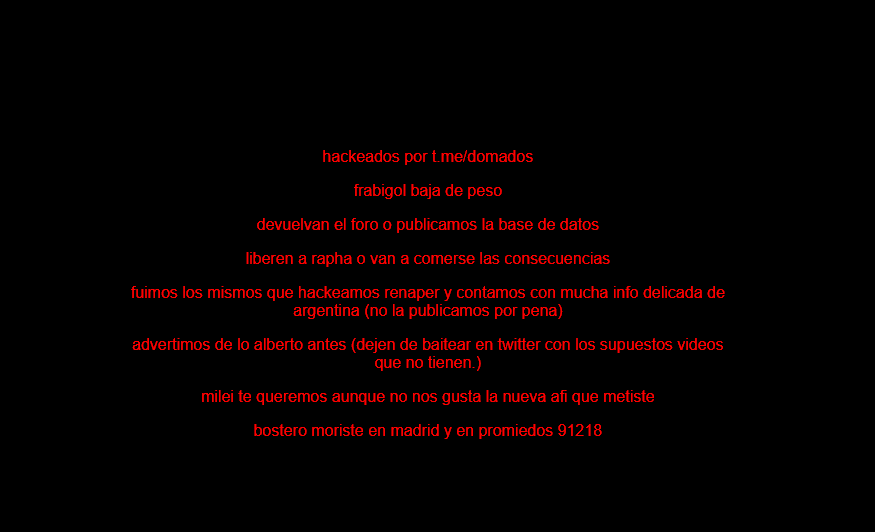 hackeados por t.me/domados
frabigol baja de peso
devuelvan el foro o publicamos la base de datos
liberen a rapha o van a comerse las consecuencias
fuimos los mismos que hackeamos renaper y contamos con mucha info delicada de
argentina (no la publicamos por pena)
advertimos de lo alberto antes (dejen de baitear en twitter con los supuestos videos
que no tienen.)
milei te queremos aunque no nos gusta la nueva afi que metiste
bostero moriste en madrid y en promiedos 91218